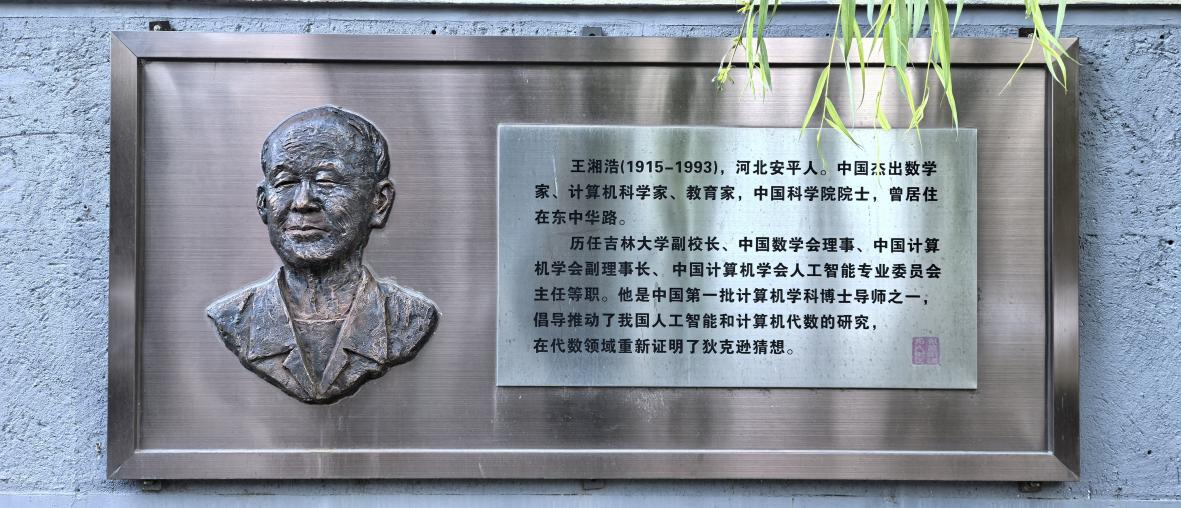 王湘浩(1915-1993)，河北安平人。中国杰出数学
家、计算机科学家、教育家，中国科学院院士，曾居住
在东中华路。
历任吉林大学副校长、中国数学会理事、中国计算
机学会副理事长、中国计算机学会人工智能专业委员会
主任等职。他是中国第一批计算机学科博士导师之一，
倡导推动了我国人工智能和计算机代数的研究，
在代数领域重新证明了狄克逊猜想。